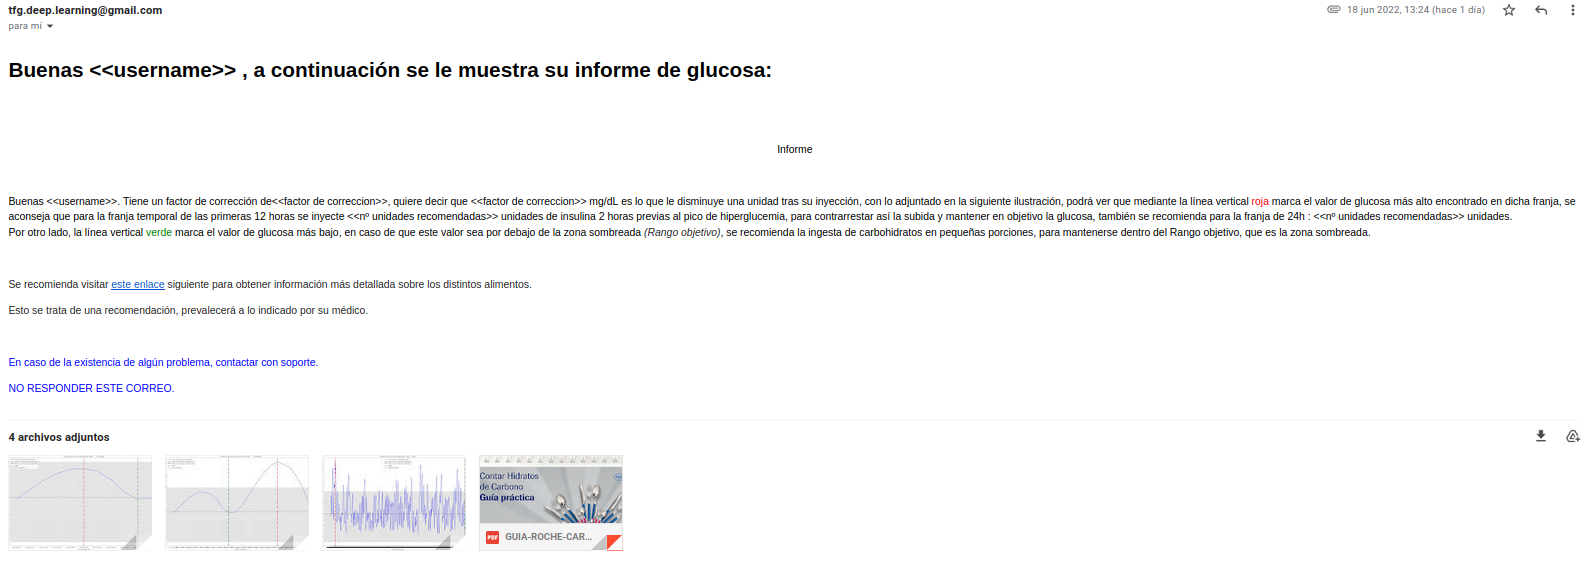 tfg.deep.learning@gmail.com
18 jun 2022, 13:24 (hace 1 día)
para mí
Buenas <<username>> , a continuación se le muestra su informe de glucosa:
Informe
Buenas <<username>>. Tiene un factor de corrección de<<factor de correccion>>, quiere decir que <<factor de correccion>> mg/dL es lo que le disminuye una unidad tras su inyección, con lo adjuntado en la siguiente ilustración, podrá ver que mediante la línea vertical roja marca el valor de glucosa más alto encontrado en dicha franja, se
aconseja que para la franja temporal de las primeras 12 horas se inyecte <<nº unidades recomendadas>> unidades de insulina 2 horas previas al pico de hiperglucemia, para contrarrestar así la subida y mantener en objetivo la glucosa, también se recomienda para la franja de 24h : <<nº unidades recomendadas>> unidades.
Por otro lado, la línea vertical verde marca el valor de glucosa más bajo, en caso de que este valor sea por debajo de la zona sombreada (Rango objetivo), se recomienda la ingesta de carbohidratos en pequeñas porciones, para mantenerse dentro del Rango objetivo, que es la zona sombreada.
Se recomienda visitar este enlace siguiente para obtener información más detallada sobre los distintos alimentos.
Esto se trata de una recomendación, prevalecerá a lo indicado por su médico.
En caso de la existencia de algún problema, contactar con soporte.
NO RESPONDER ESTE CORREO.
4 archivos adjuntos
Contar Hidratos
de Carbono
Guía práctica
PDF GUIA-ROCHE-CAR...